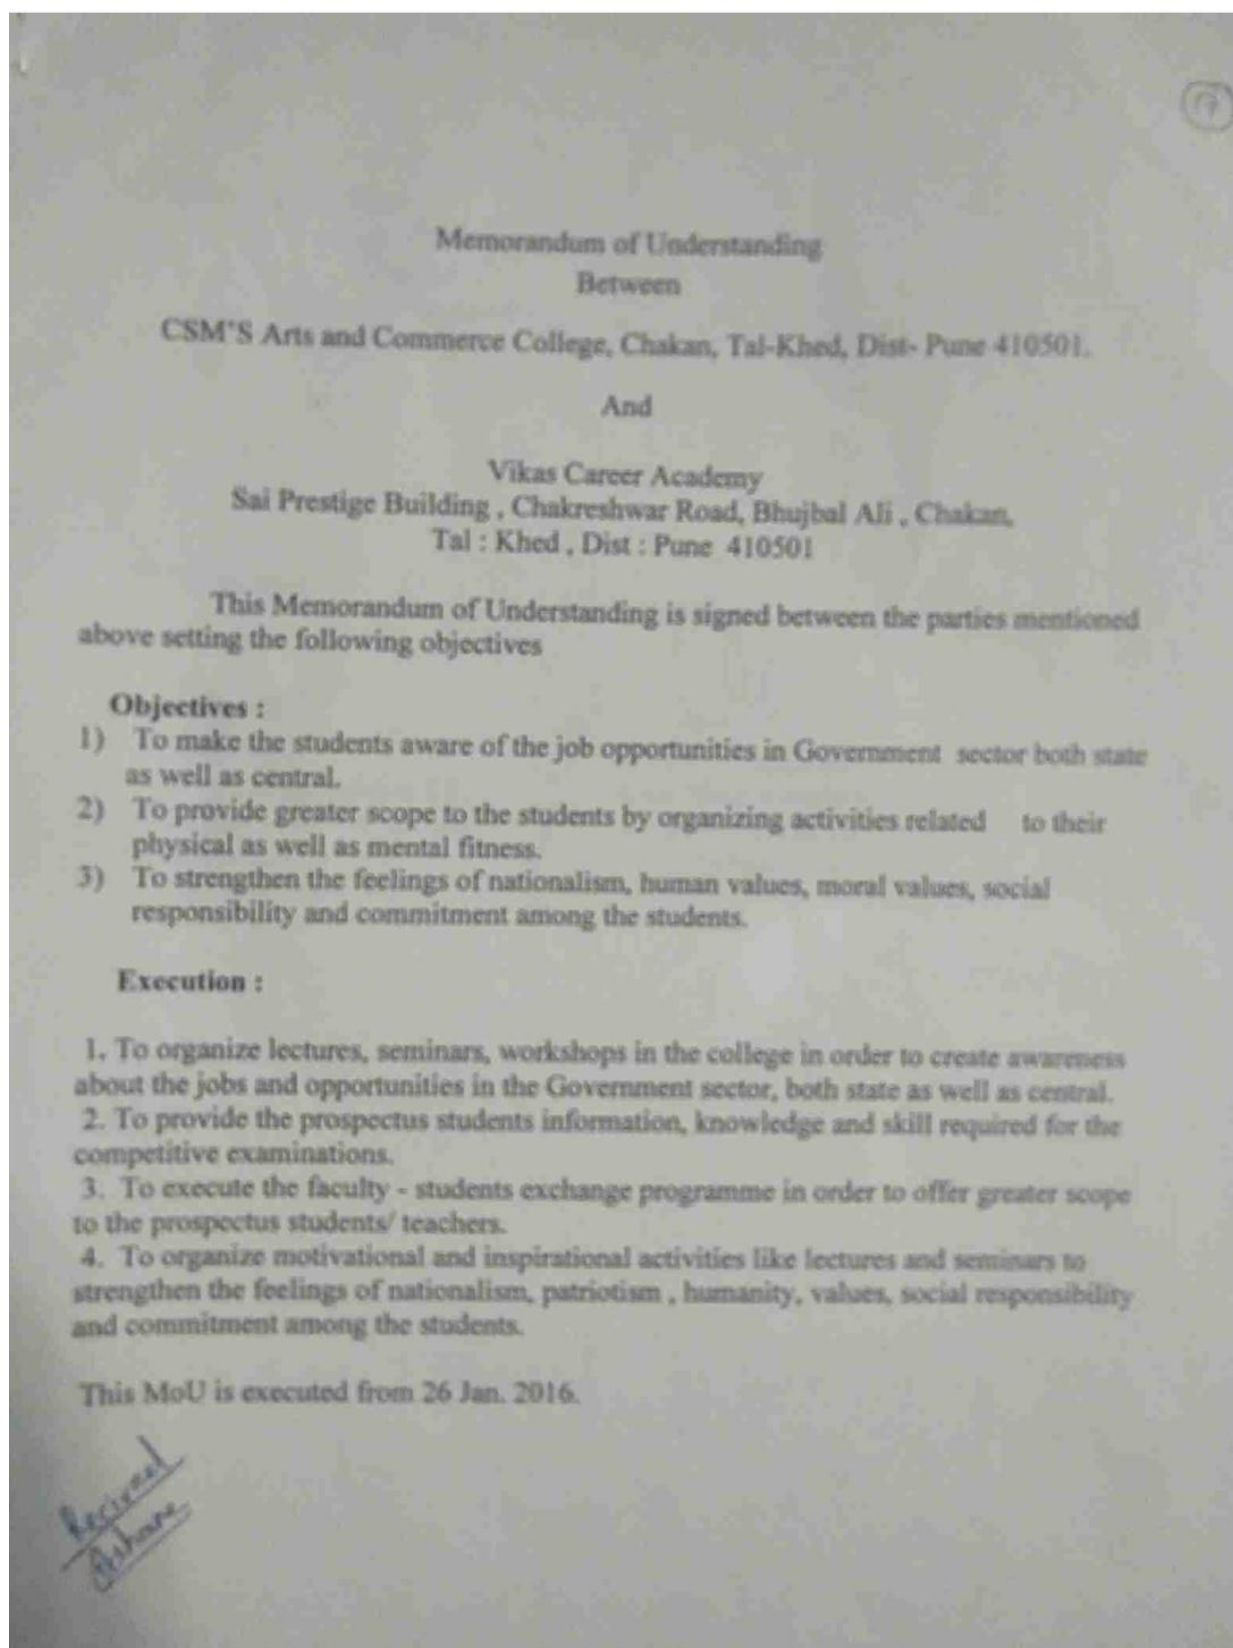 Memorandum of Understanding
Between
CSM'S Arts and Commerce College, Chakan, Tal-Khed, Dist- Pune 410501.
And
Vikas Career Academy
Sai Prestige Building , Chakreshwar Road, Bhujbal Ali , Chakan,
Tal : Khed , Dist : Pune 410501
This Memorandum of Understanding is signed between the parties mentioned
above setting the following objectives
Objectives :
1) To make the students aware of the job opportunities in Government sector both state
as well as central.
2) To provide greater scope to the students by organizing activities related to their
physical as well as mental fitness.
3) To strengthen the feelings of nationalism, human values, moral values, social
responsibility and commitment among the students.
Execution :
1. To organize lectures, seminars, workshops in the college in order to create awareness
about the jobs and opportunities in the Government sector, both state as well as central.
2. To provide the prospectus students information, knowledge and skill required for the
competitive examinations.
3. To execute the faculty - students exchange programme in order to offer greater scope
to the prospectus students/ teachers.
4. To organize motivational and inspirational activities like lectures and seminars to
strengthen the feelings of nationalism, patriotism , humanity, values, social responsibility
and commitment among the students.
This MoU is executed from 26 Jan. 2016.